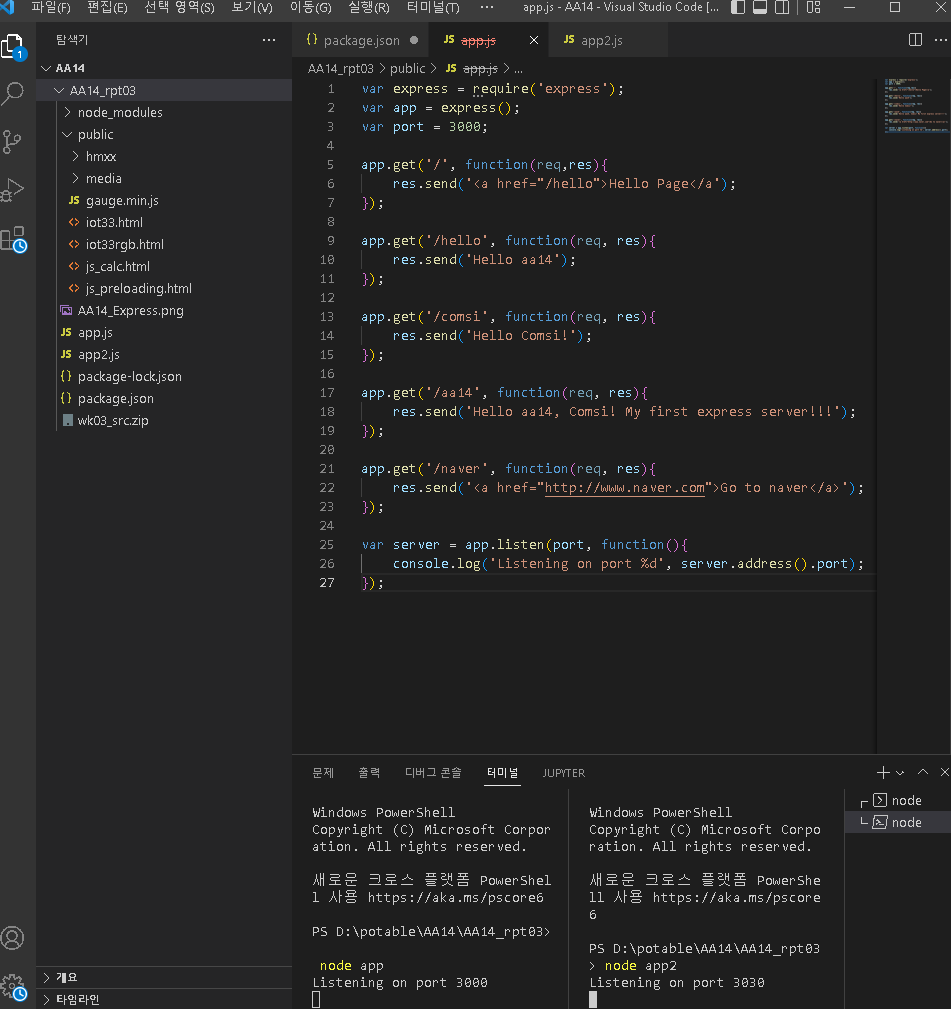 파일(F) 편집(E) 선택 영역(S) 보기(V) 이동(G) 실행(R) 터미널(T) ··· app.js - AA14 - Visual Studio Code [...
탐색기 ···
1
AA14
AA14_rpt03
node_modules
public
hmxx
media
JS gauge.min.js
<> iot33.html
<> iot33rgb.html
<> js_calc.html
<> js_preloading.html
AA14_Express.png
JS app.js
JS app2.js
{} package-lock.json
{} package.json
wk03_src.zip
개요
타임라인
{} package.json ● JS app.js × JS app2.js ···
AA14_rpt03 > public > JS app.js > ...
1 var express = require('express');
2 var app = express();
3 var port = 3000;
4
5 app.get('/', function(req,res){
6 res.send('<a href="/hello">Hello Page</a');
7 });
8
9 app.get('/hello', function(req, res){
10 res.send('Hello aa14');
11 });
12
13 app.get('/comsi', function(req, res){
14 res.send('Hello Comsi!');
15 });
16
17 app.get('/aa14', function(req, res){
18 res.send('Hello aa14, Comsi! My first express server!!!');
19 });
20
21 app.get('/naver', function(req, res){
22 res.send('<a href="http://www.naver.com">Go to naver</a>');
23 });
24
25 var server = app.listen(port, function(){
26 console.log('Listening on port %d', server.address().port);
27 });
문제 출력 디버그 콘솔 터미널 JUPYTER
Windows PowerShell
Copyright (C) Microsoft Corpor
ation. All rights reserved.
새로운 크로스 플랫폼 PowerShel
l 사용 https://aka.ms/pscore6
PS D:\potable\AA14\AA14_rpt03>
node app
Listening on port 3000
Windows PowerShell
Copyright (C) Microsoft Corpo
ration. All rights reserved.
새로운 크로스 플랫폼 PowerShe
ll 사용 https://aka.ms/pscore
6
PS D:\potable\AA14\AA14_rpt03
> node app2
Listening on port 3030
node
node